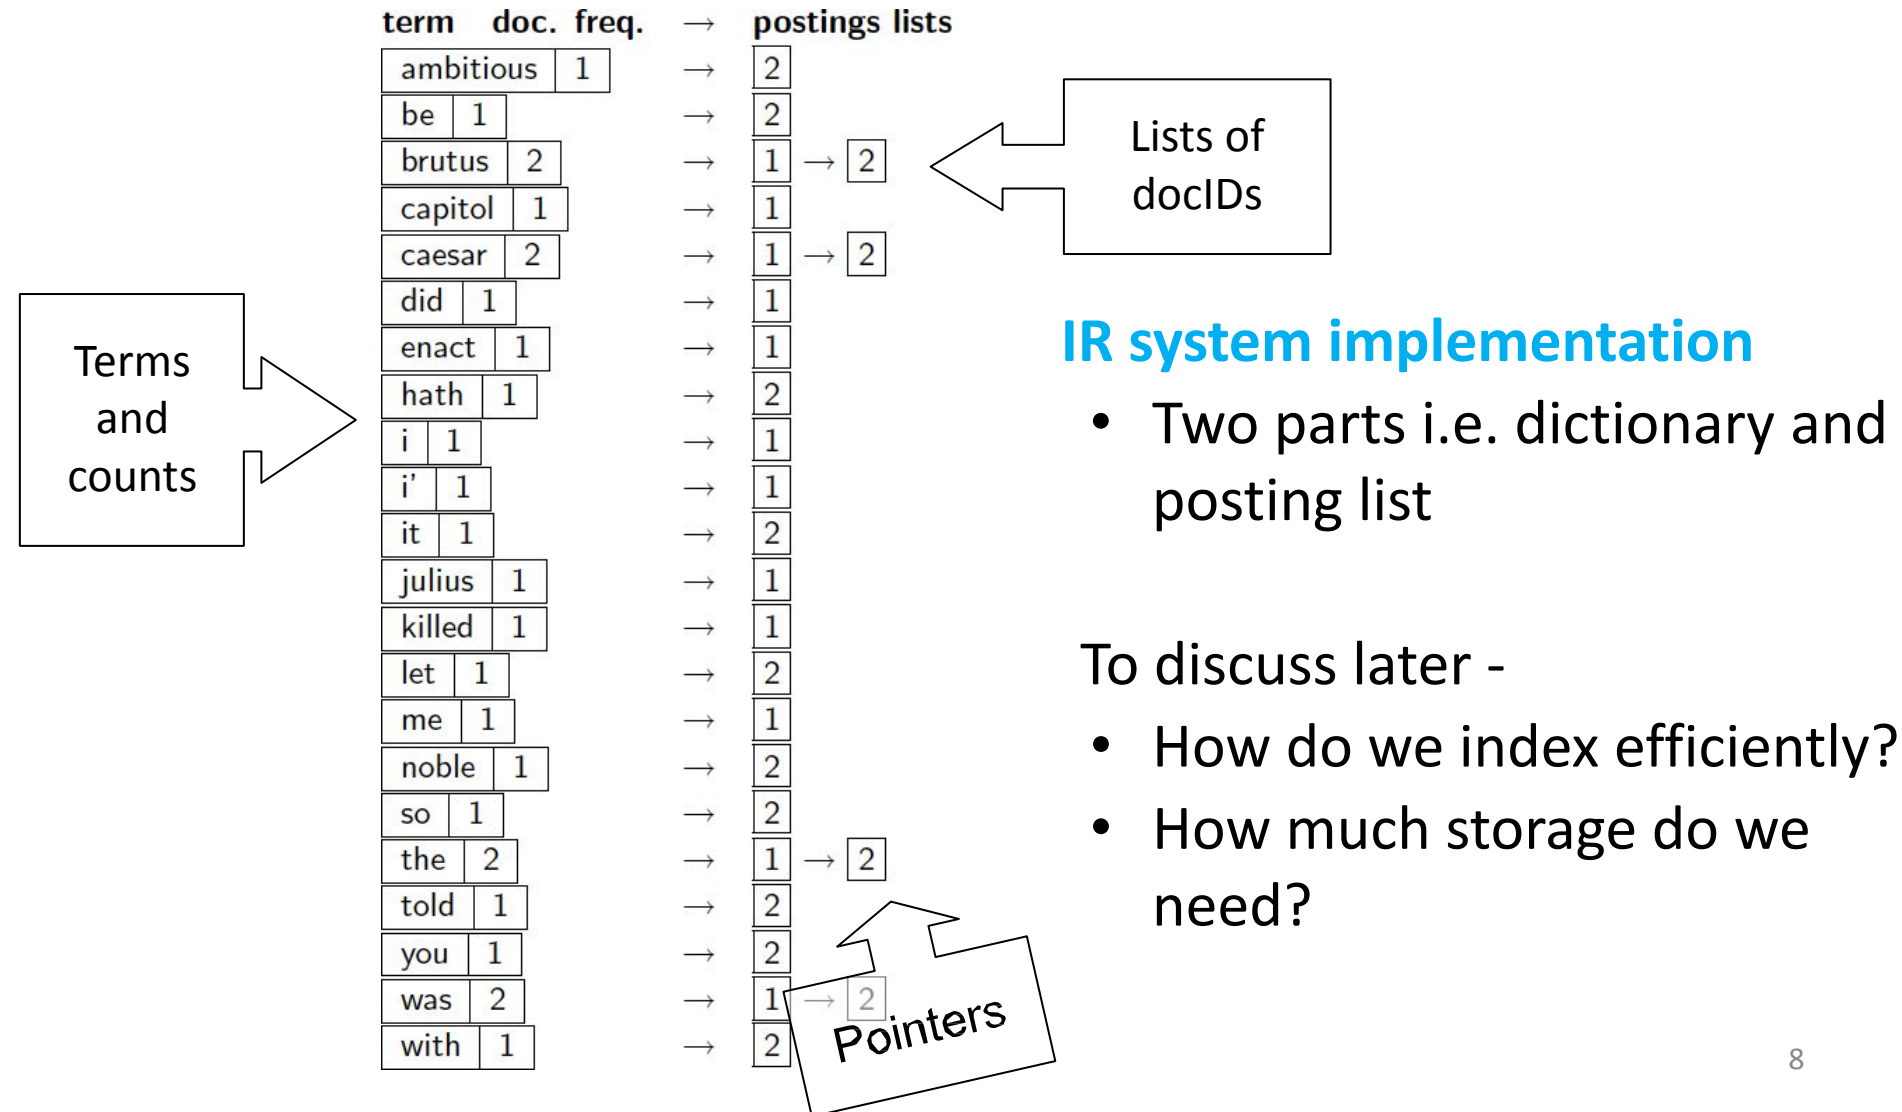 term doc. freq. → postings lists
ambitious 1 → 2
be 1 → 2
brutus 2 → 1 → 2
capitol 1 → 1
caesar 2 → 1 → 2
did 1 → 1
enact 1 → 1
hath 1 → 2
i 1 → 1
i' 1 → 1
it 1 → 2
julius 1 → 1
killed 1 → 1
let 1 → 2
me 1 → 1
noble 1 → 2
so 1 → 2
the 2 → 1 → 2
told 1 → 2
you 1 → 2
was 2 → 1 → 2
with 1 → 2
Terms
and
counts
Lists of
docIDs
Pointers
IR system implementation
• Two parts i.e. dictionary and
posting list
To discuss later -
• How do we index efficiently?
• How much storage do we
need?
8